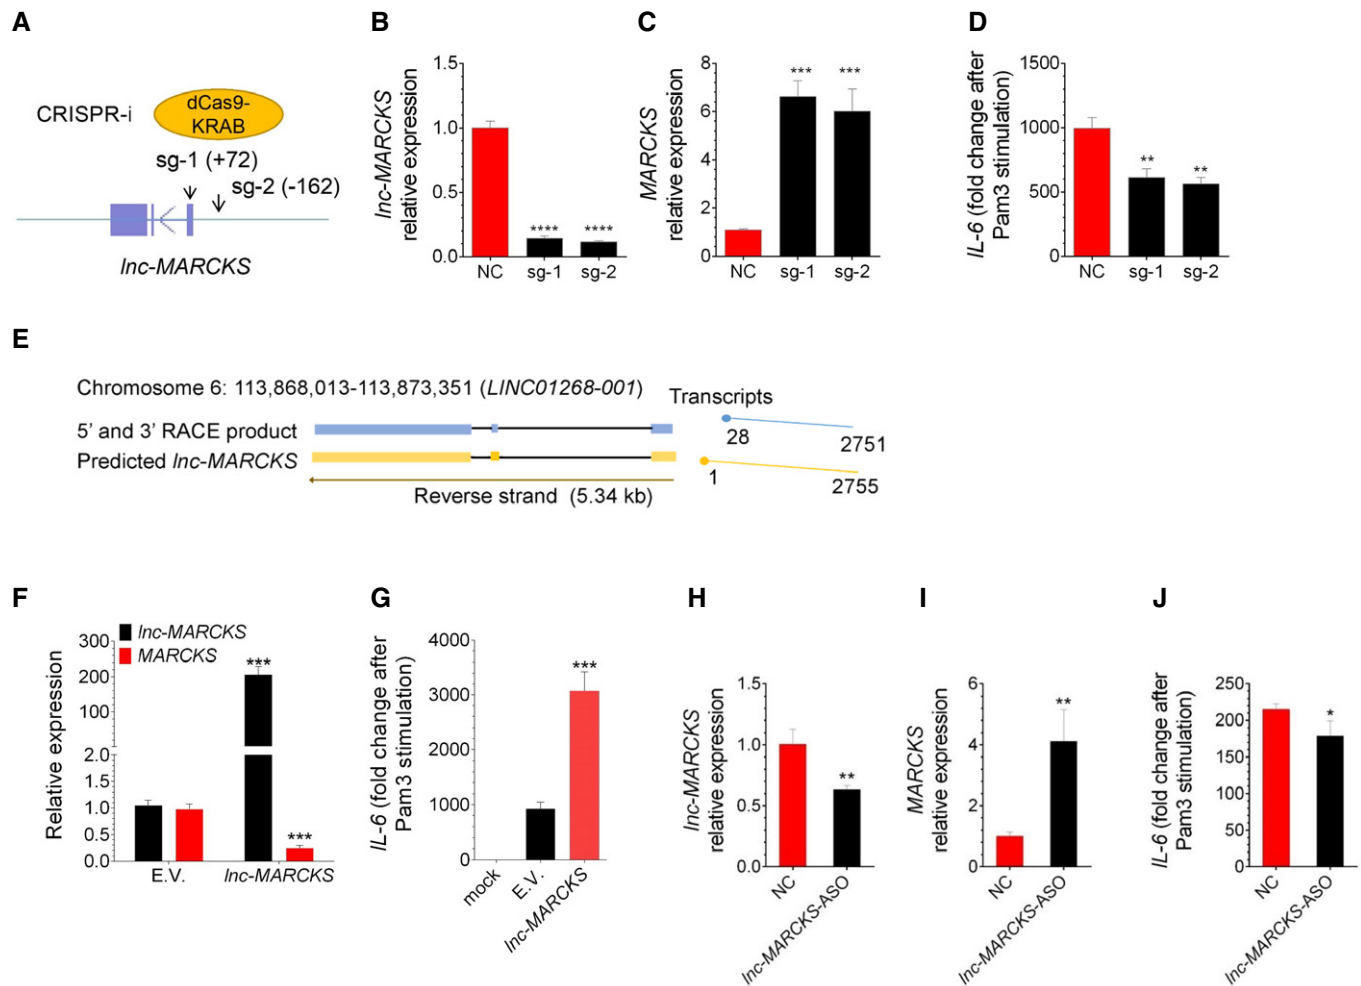 A
CRISPR-i
dCas9-
KRAB
sg-1 (+72)
sg-2 (-162)
lnc-MARCKS
B
lnc-MARCKS
relative expression
1.5
1.0
0.5
0.0
****
****
NC
sg-1
sg-2
C
MARCKS
relative expression
8
6
4
2
0
***
***
NC
sg-1
sg-2
D
IL-6 (fold change after
Pam3 stimulation)
1500
1000
500
0
**
**
NC
sg-1
sg-2
E
Chromosome 6: 113,868,013-113,873,351 (LINC01268-001)
Transcripts
5' and 3' RACE product
28
2751
Predicted lnc-MARCKS
1
2755
Reverse strand (5.34 kb)
F
lnc-MARCKS
MARCKS
Relative expression
300
200
100
2.0
1.5
1.0
0.5
0.0
***
***
E.V.
lnc-MARCKS
G
IL-6 (fold change after
Pam3 stimulation)
4000
3000
2000
1000
0
***
mock
E.V.
lnc-MARCKS
H
lnc-MARCKS
relative expression
1.5
1.0
0.5
0.0
**
NC
lnc-MARCKS-ASO
I
MARCKS
relative expression
6
4
2
0
**
NC
lnc-MARCKS-ASO
J
IL-6 (fold change after
Pam3 stimulation)
250
200
150
100
50
0
*
NC
lnc-MARCKS-ASO